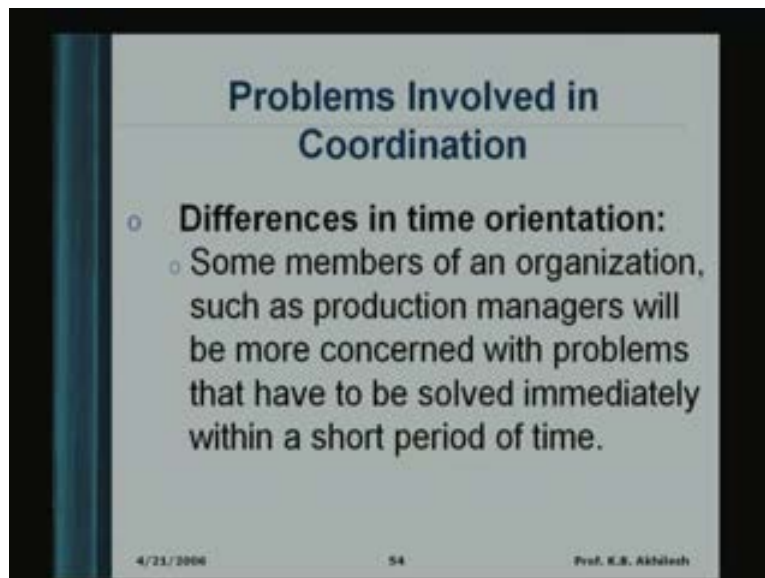 Problems Involved in
Coordination
o Differences in time orientation:
o Some members of an organization,
such as production managers will
be more concerned with problems
that have to be solved immediately
within a short period of time.
4/21/2006 54 Prof. K.B. Akhilesh